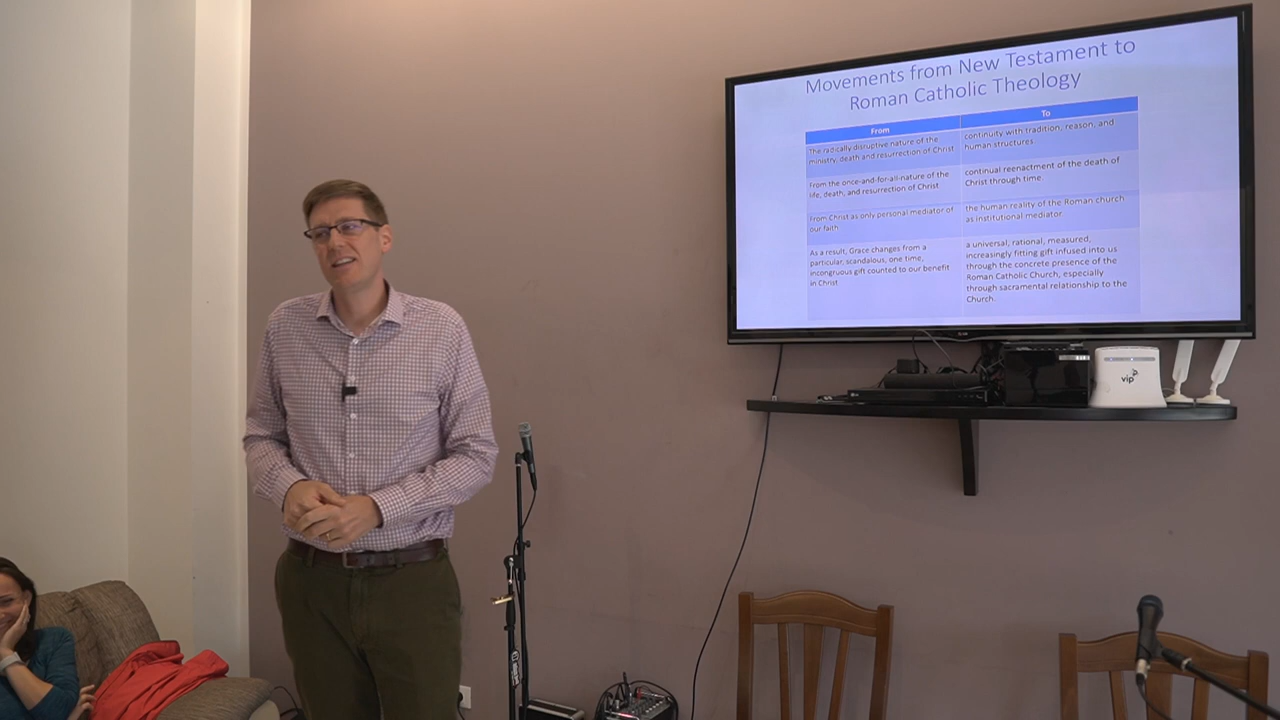 Movements from New Testament to
Roman Catholic Theology
From
To
The radically disruptive nature of the
ministry, death and resurrection of Christ
continuity with tradition, reason, and
human structures.
From the once-and-for-all-nature of the
life, death, and resurrection of Christ
continual reenactment of the death of
Christ through time.
From Christ as only personal mediator of
our faith
the human reality of the Roman church
as institutional mediator.
As a result, Grace changes from a
particular, scandalous, one time,
incongruous gift counted to our benefit
in Christ
a universal, rational, measured,
increasingly fitting gift infused into us
through the concrete presence of the
Roman Catholic Church, especially
through sacramental relationship to the
Church.
vip